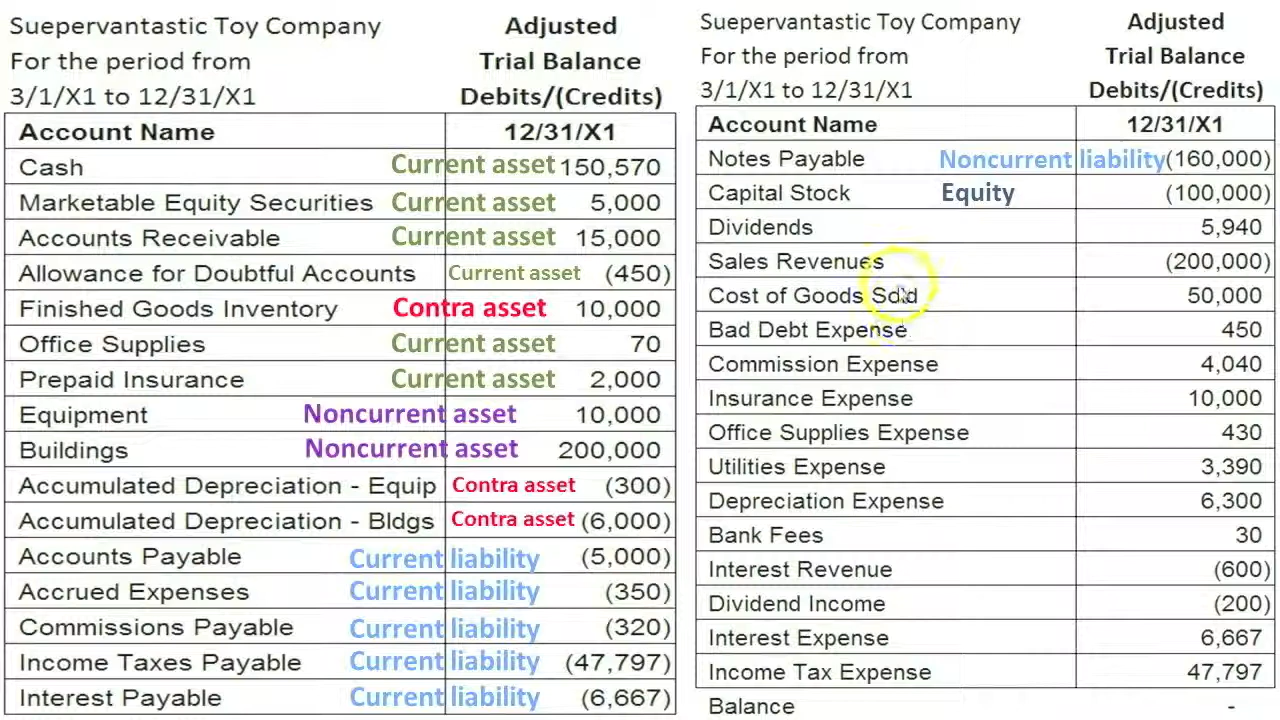 Suepervantastic Toy Company Adjusted
For the period from Trial Balance
3/1/X1 to 12/31/X1 Debits/(Credits)
Account Name 12/31/X1
Cash Current asset 150,570
Marketable Equity Securities Current asset 5,000
Accounts Receivable Current asset 15,000
Allowance for Doubtful Accounts Current asset (450)
Finished Goods Inventory Contra asset 10,000
Office Supplies Current asset 70
Prepaid Insurance Current asset 2,000
Equipment Noncurrent asset 10,000
Buildings Noncurrent asset 200,000
Accumulated Depreciation - Equip Contra asset (300)
Accumulated Depreciation - Bldgs Contra asset (6,000)
Accounts Payable Current liability (5,000)
Accrued Expenses Current liability (350)
Commissions Payable Current liability (320)
Income Taxes Payable Current liability (47,797)
Interest Payable Current liability (6,667)
Suepervantastic Toy Company Adjusted
For the period from Trial Balance
3/1/X1 to 12/31/X1 Debits/(Credits)
Account Name 12/31/X1
Notes Payable Noncurrent liability (160,000)
Capital Stock Equity (100,000)
Dividends 5,940
Sales Revenues (200,000)
Cost of Goods Sold 50,000
Bad Debt Expense 450
Commission Expense 4,040
Insurance Expense 10,000
Office Supplies Expense 430
Utilities Expense 3,390
Depreciation Expense 6,300
Bank Fees 30
Interest Revenue (600)
Dividend Income (200)
Interest Expense 6,667
Income Tax Expense 47,797
Balance -